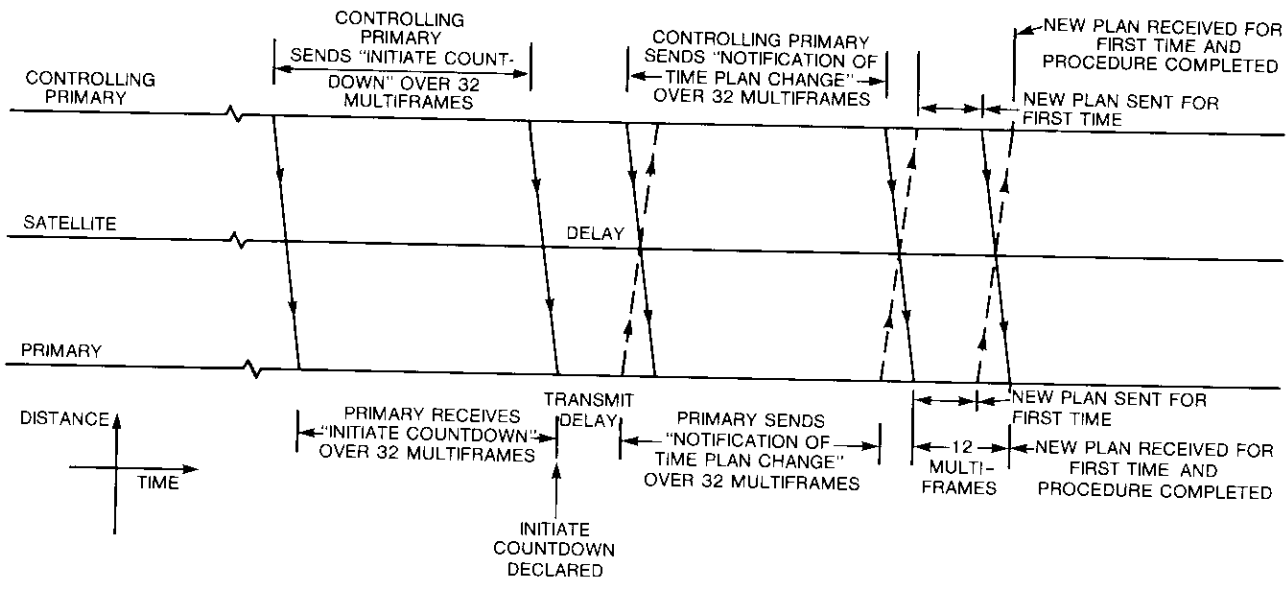 CONTROLLING
PRIMARY
SENDS "INITIATE COUNT-
DOWN" OVER 32
MULTIFRAMES
CONTROLLING PRIMARY
SENDS "NOTIFICATION OF
TIME PLAN CHANGE"
OVER 32 MULTIFRAMES
NEW PLAN RECEIVED FOR
FIRST TIME AND
PROCEDURE COMPLETED
NEW PLAN SENT FOR
FIRST TIME
CONTROLLING
PRIMARY
SATELLITE
DELAY
PRIMARY
DISTANCE
TIME
PRIMARY RECEIVES
"INITIATE COUNTDOWN"
OVER 32 MULTIFRAMES
TRANSMIT
DELAY
INITIATE
COUNTDOWN
DECLARED
PRIMARY SENDS
"NOTIFICATION OF
TIME PLAN CHANGE"
OVER 32 MULTIFRAMES
12
MULTI-
FRAMES
NEW PLAN SENT FOR
FIRST TIME
NEW PLAN RECEIVED FOR
FIRST TIME AND
PROCEDURE COMPLETED